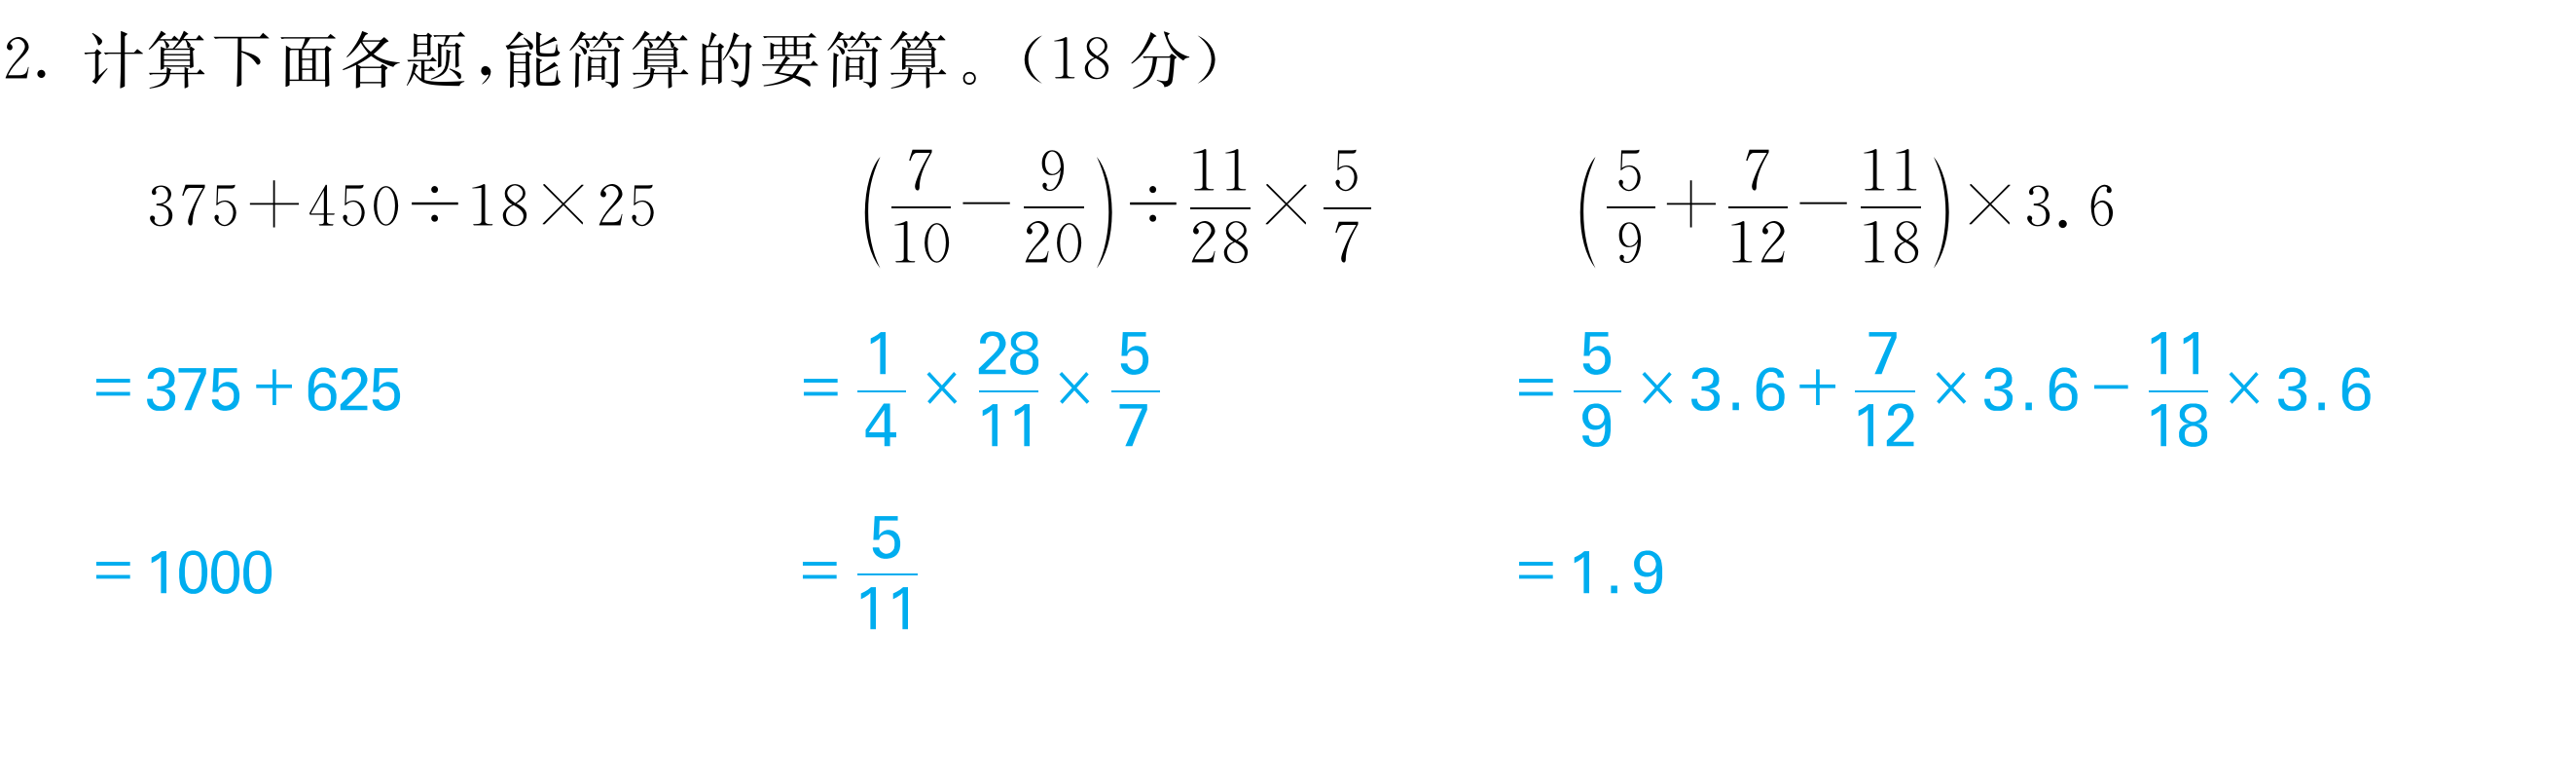 2. 计算下面各题,能简算的要简算。(18 分)
375+450÷18×25 (7/10-9/20)÷11/28×5/7 (5/9+7/12-11/18)×3.6
=375+625 =1/4×28/11×5/7 =5/9×3.6+7/12×3.6-11/18×3.6
=1000 =5/11 =1.9